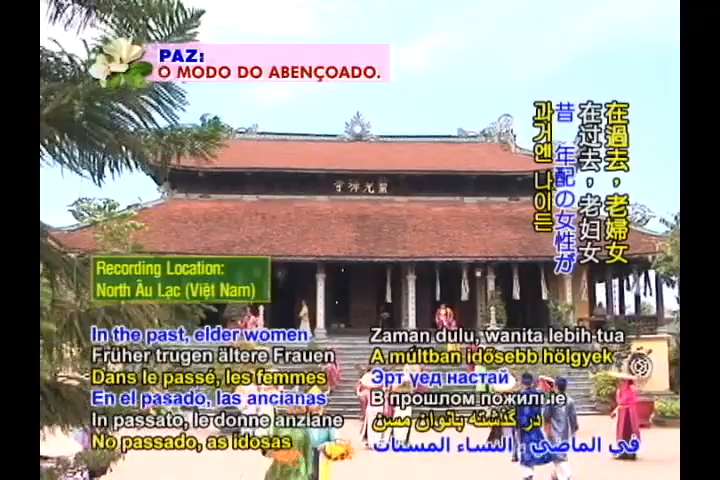 PAZ:
O MODO DO ABENÇOADO.
在過去，老婦女
在过去，老妇女
昔 年配の女性が
과거엔 나이든
Recording Location:
North Âu Lạc (Việt Nam)
In the past, elder women
Früher trugen ältere Frauen
Dans le passé, les femmes
En el pasado, las ancianas
In passato, le donne anziane
No passado, as idosas
Zaman dulu, wanita lebih tua
A múltban idősebb hölgyek
Эрт үед настай
В прошлом пожилые
در گذشته بانوان مسن
في الماضي ، النساء المسنات